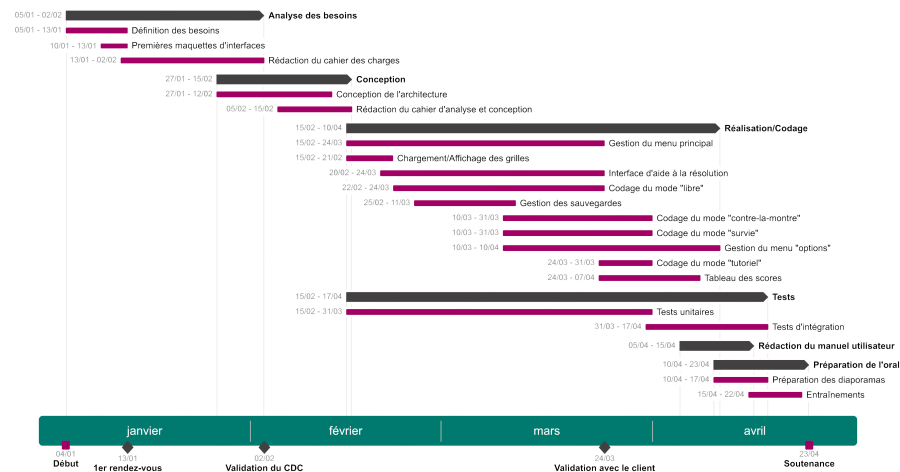 05/01 - 02/02 Analyse des besoins
05/01 - 13/01 Définition des besoins
10/01 - 13/01 Premières maquettes d'interfaces
13/01 - 02/02 Rédaction du cahier des charges
27/01 - 15/02 Conception
27/01 - 12/02 Conception de l'architecture
05/02 - 15/02 Rédaction du cahier d'analyse et conception
15/02 - 10/04 Réalisation/Codage
15/02 - 24/03 Gestion du menu principal
15/02 - 21/02 Chargement/Affichage des grilles
20/02 - 24/03 Interface d'aide à la résolution
22/02 - 24/03 Codage du mode "libre"
25/02 - 11/03 Gestion des sauvegardes
10/03 - 31/03 Codage du mode "contre-la-montre"
10/03 - 31/03 Codage du mode "survie"
10/03 - 10/04 Gestion du menu "options"
24/03 - 31/03 Codage du mode "tutoriel"
24/03 - 07/04 Tableau des scores
15/02 - 17/04 Tests
15/02 - 31/03 Tests unitaires
31/03 - 17/04 Tests d'intégration
05/04 - 15/04 Rédaction du manuel utilisateur
10/04 - 23/04 Préparation de l'oral
10/04 - 17/04 Préparation des diaporamas
15/04 - 22/04 Entraînements
janvier février mars avril
04/01 13/01 02/02 24/03 23/04
Début 1er rendez-vous Validation du CDC Validation avec le client Soutenance